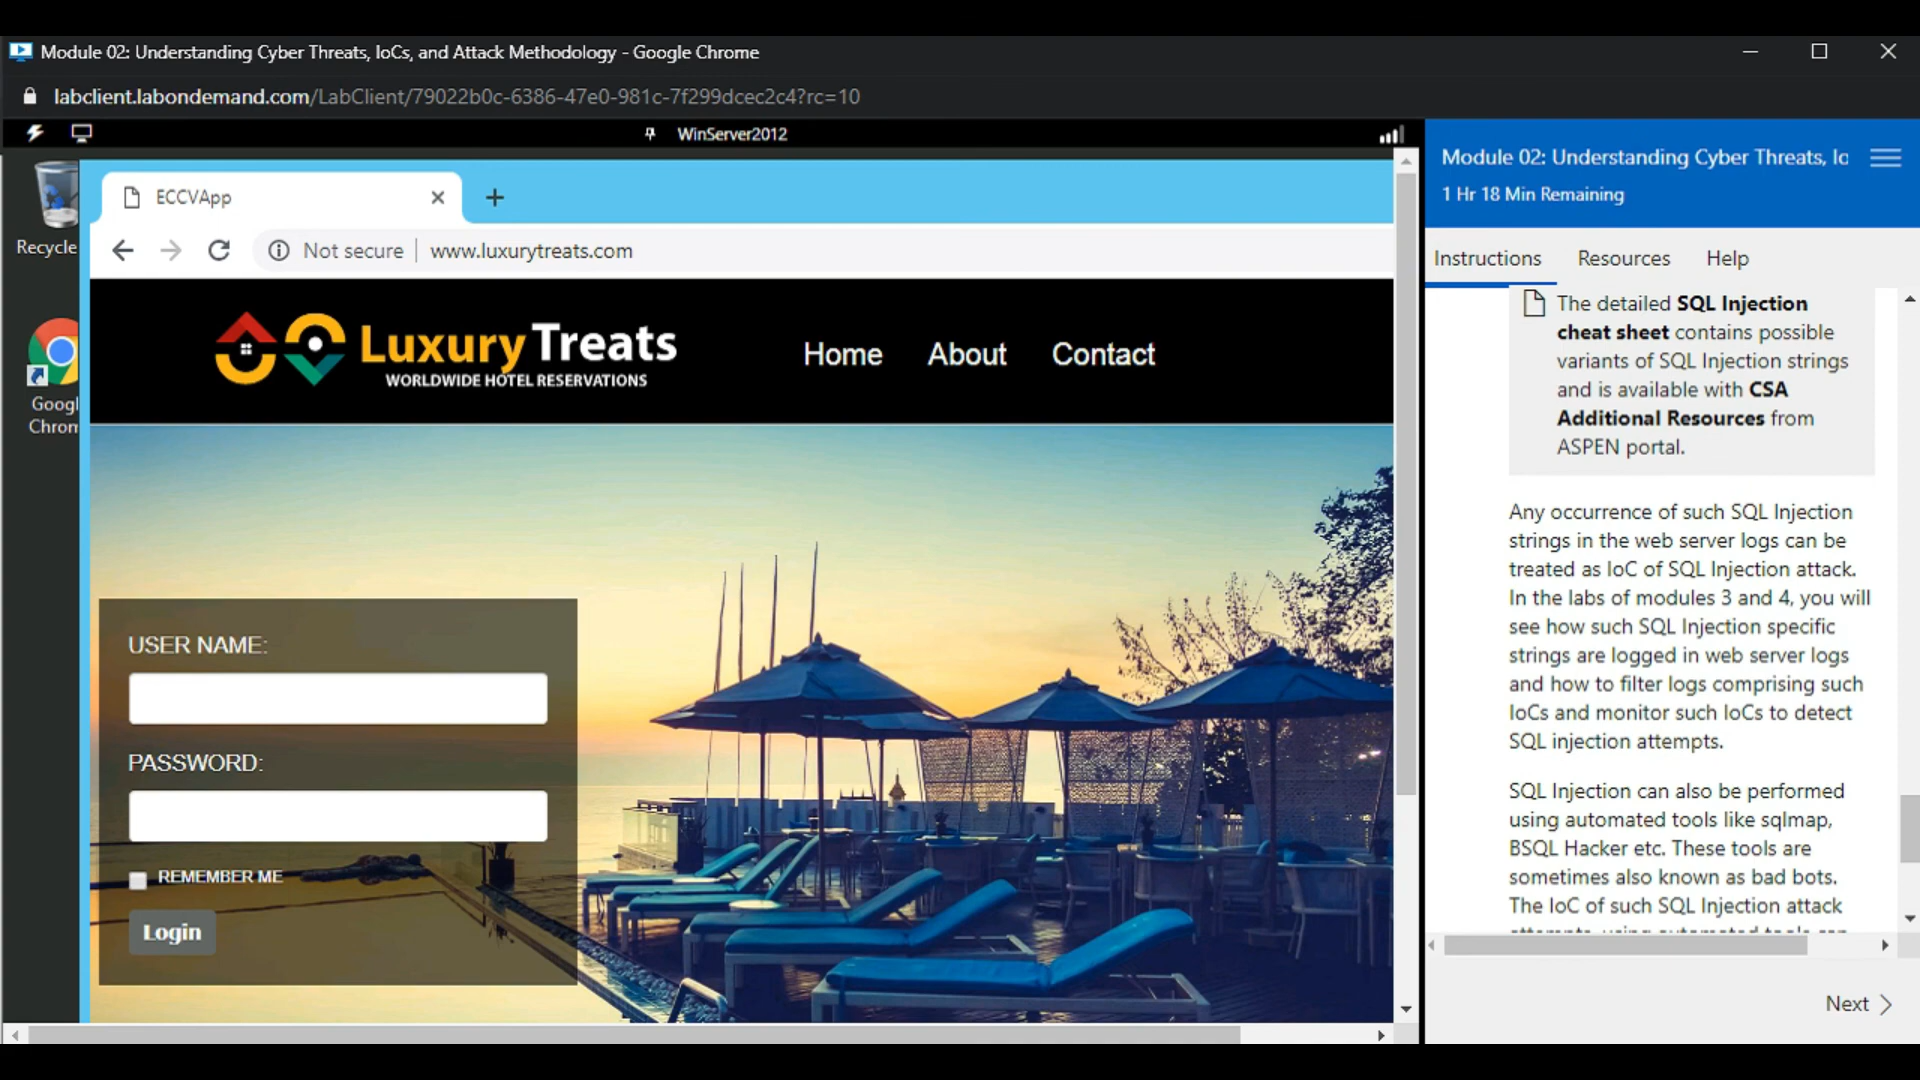 Module 02: Understanding Cyber Threats, IoCs, and Attack Methodology - Google Chrome
labclient.labondemand.com/LabClient/79022b0c-6386-47e0-981c-7f299dcec2c4?rc=10
WinServer2012
Recycle
Googl
Chrom
ECCVApp
Not secure
www.luxurytreats.com
LuxuryTreats
WORLDWIDE HOTEL RESERVATIONS
Home About Contact
USER NAME:
PASSWORD:
REMEMBER ME
Login
Module 02: Understanding Cyber Threats, Io
1 Hr 18 Min Remaining
Instructions Resources Help
The detailed SQL Injection
cheat sheet contains possible
variants of SQL Injection strings
and is available with CSA
Additional Resources from
ASPEN portal.
Any occurrence of such SQL Injection
strings in the web server logs can be
treated as IoC of SQL Injection attack.
In the labs of modules 3 and 4, you will
see how such SQL Injection specific
strings are logged in web server logs
and how to filter logs comprising such
IoCs and monitor such IoCs to detect
SQL injection attempts.
SQL Injection can also be performed
using automated tools like sqlmap,
BSQL Hacker etc. These tools are
sometimes also known as bad bots.
The IoC of such SQL Injection attack
Next